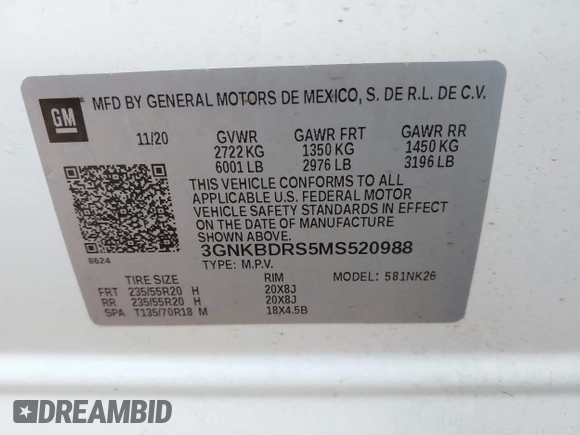 GM
MFD BY GENERAL MOTORS DE MEXICO, S. DE R.L. DE C.V.
11/20 GVWR GAWR FRT GAWR RR
2722 KG 1350 KG 1450 KG
6001 LB 2976 LB 3196 LB
THIS VEHICLE CONFORMS TO ALL
APPLICABLE U.S. FEDERAL MOTOR
VEHICLE SAFETY STANDARDS IN
EFFECT ON THE DATE OF MANUFACTURE
SHOWN ABOVE.
8624
3GNKBDRS5MS520988
TYPE: M.P.V. MODEL: 581NK26
TIRE SIZE RIM
FRT 235/55R20 H 20X8J
RR 235/55R20 H 20X8J
SPA T135/70R18 M 18X4.5B
DREAMBID